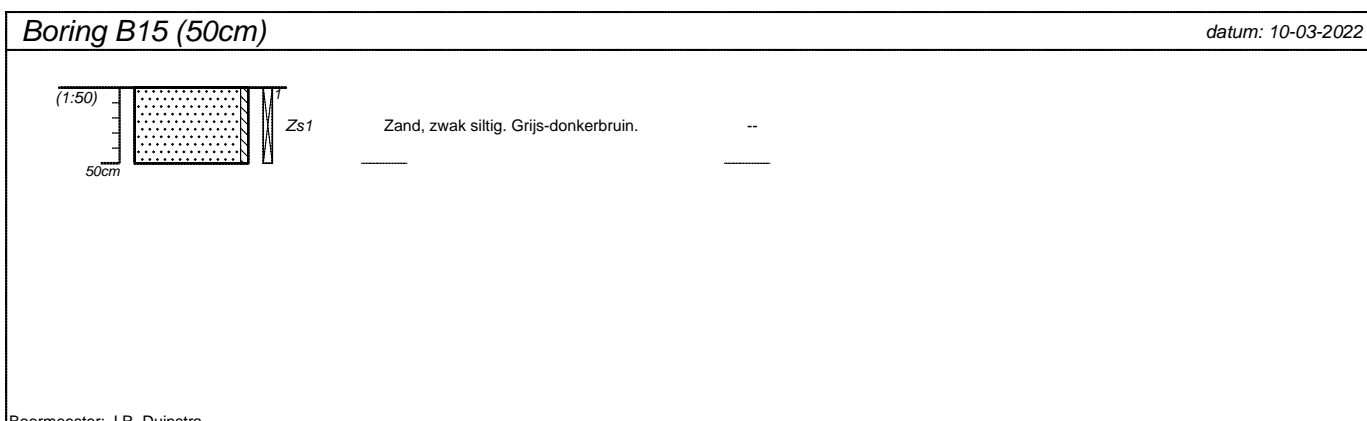 Boring B15 (50cm)
datum: 10-03-2022
(1:50)
1
Zs1
Zand, zwak siltig. Grijs-donkerbruin.
--
50cm